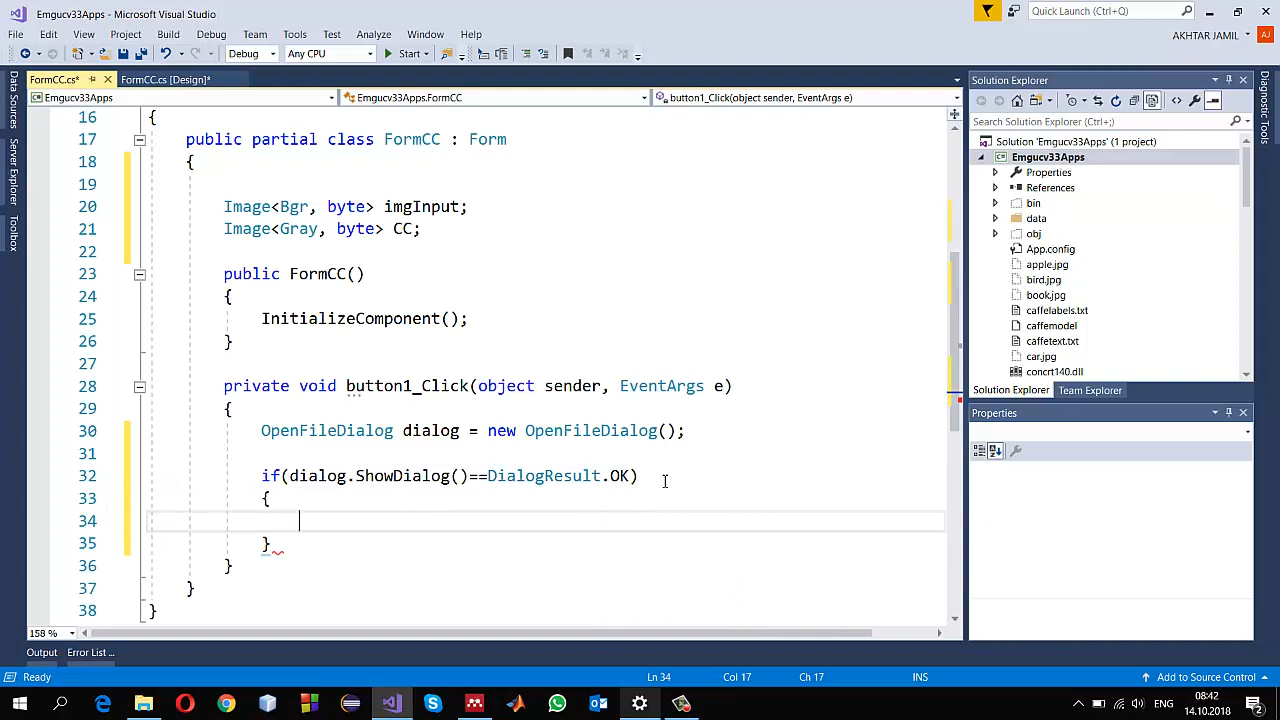 Emgucv33Apps - Microsoft Visual Studio
Quick Launch (Ctrl+Q)
File Edit View Project Build Debug Team Tools Test Analyze Window Help
AKHTAR JAMIL AJ
Debug Any CPU Start
Data Sources
Server Explorer
Toolbox
FormCC.cs* FormCC.cs [Design]*
Emgucv33Apps Emgucv33Apps.FormCC button1_Click(object sender, EventArgs e)
16 {
17 public partial class FormCC : Form
18 {
19
20 Image<Bgr, byte> imgInput;
21 Image<Gray, byte> CC;
22
23 public FormCC()
24 {
25 InitializeComponent();
26 }
27
28 private void button1_Click(object sender, EventArgs e)
29 {
30 OpenFileDialog dialog = new OpenFileDialog();
31
32 if(dialog.ShowDialog()==DialogResult.OK)
33 {
34
35 }
36 }
37 }
38 }
158 %
Solution Explorer
Search Solution Explorer (Ctrl+;)
Solution 'Emgucv33Apps' (1 project)
Emgucv33Apps
Properties
References
bin
data
obj
App.config
apple.jpg
bird.jpg
book.jpg
caffelabels.txt
caffemodel
caffetext.txt
car.jpg
concrt140.dll
Solution Explorer Team Explorer
Properties
Diagnostic Tools
Output Error List ...
Ready Ln 34 Col 17 Ch 17 INS Add to Source Control
ENG 08:42
14.10.2018
2